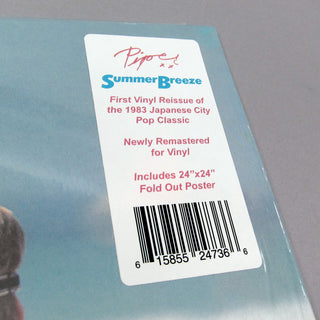 Piper
SummerBreeze
First Vinyl Reissue of
the 1983 Japanese City
Pop Classic
Newly Remastered
for Vinyl
Includes 24"x24"
Fold Out Poster
6 15855 24736 6